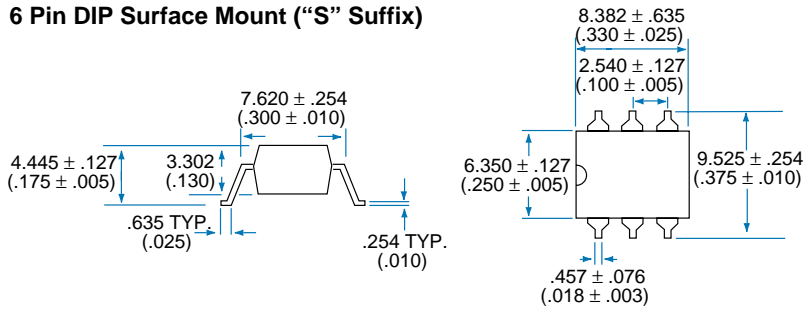 6 Pin DIP Surface Mount (“S” Suffix)
8.382 ± .635
(.330 ± .025)
2.540 ± .127
(.100 ± .005)
7.620 ± .254
(.300 ± .010)
4.445 ± .127
(.175 ± .005)
3.302
(.130)
6.350 ± .127
(.250 ± .005)
9.525 ± .254
(.375 ± .010)
.635 TYP.
(.025)
.254 TYP.
(.010)
.457 ± .076
(.018 ± .003)